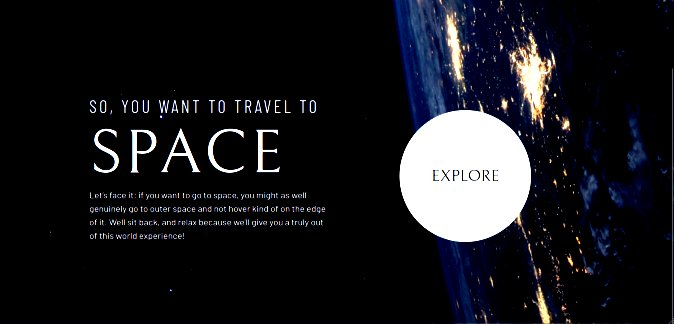 SO, YOU WANT TO TRAVEL TO
SPACE
Let's face it: if you want to go to space, you might as well
genuinely go to outer space and not hover kind of on the edge
of it. Well sit back, and relax because we'll give you a truly out
of this world experience!
EXPLORE